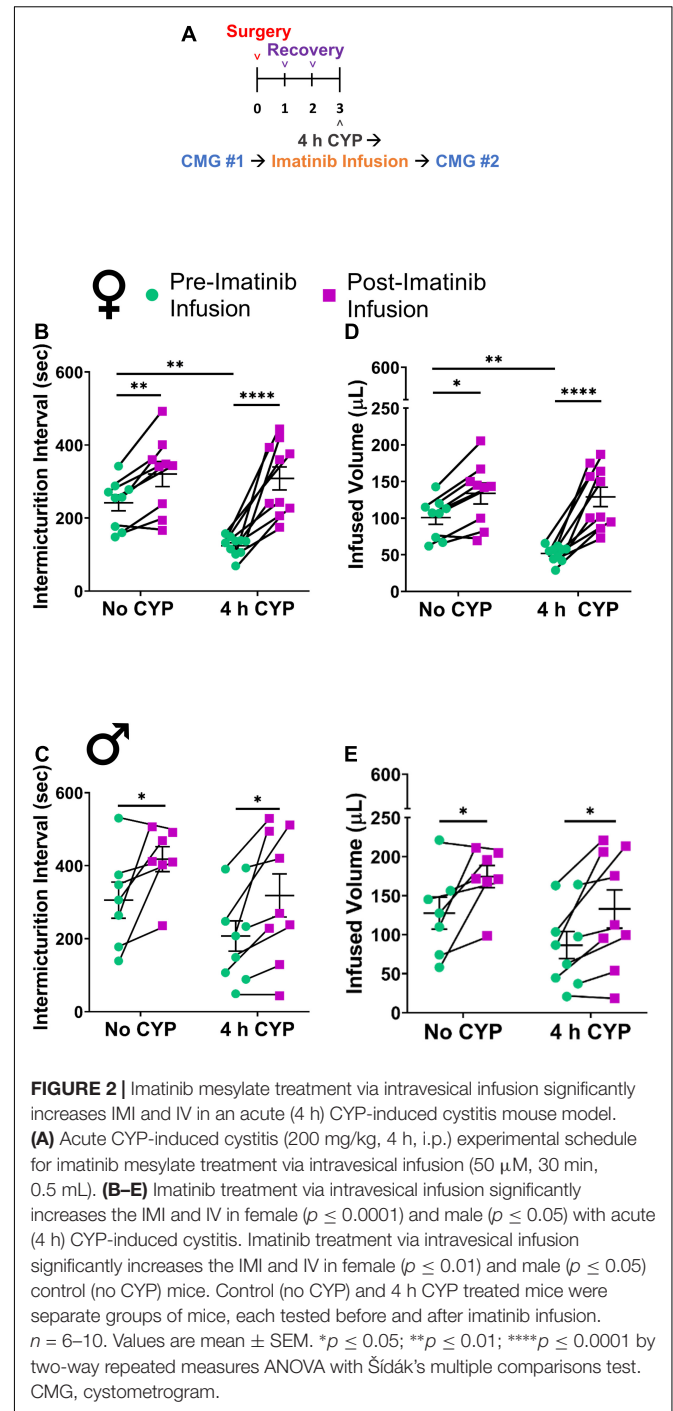 A
Surgery
Recovery
0 1 2 3
4 h CYP →
CMG #1 → Imatinib Infusion → CMG #2
♀ Pre-Imatinib Infusion Post-Imatinib Infusion
B
Intermicturition Interval (sec)
600
400
200
0
**
**
****
No CYP 4 h CYP
D
Infused Volume (µL)
600
250
200
150
100
50
0
**
*
****
No CYP 4 h CYP
♂
C
Intermicturition Interval (sec)
600
400
200
0
*
*
No CYP 4 h CYP
E
Infused Volume (µL)
600
250
200
150
100
50
0
*
*
No CYP 4 h CYP
FIGURE 2 | Imatinib mesylate treatment via intravesical infusion significantly
increases IMI and IV in an acute (4 h) CYP-induced cystitis mouse model.
(A) Acute CYP-induced cystitis (200 mg/kg, 4 h, i.p.) experimental schedule
for imatinib mesylate treatment via intravesical infusion (50 µM, 30 min,
0.5 mL). (B–E) Imatinib treatment via intravesical infusion significantly
increases the IMI and IV in female (p ≤ 0.0001) and male (p ≤ 0.05) with acute
(4 h) CYP-induced cystitis. Imatinib treatment via intravesical infusion
significantly increases the IMI and IV in female (p ≤ 0.01) and male (p ≤ 0.05)
control (no CYP) mice. Control (no CYP) and 4 h CYP treated mice were
separate groups of mice, each tested before and after imatinib infusion.
n = 6–10. Values are mean ± SEM. *p ≤ 0.05; **p ≤ 0.01; ****p ≤ 0.0001 by
two-way repeated measures ANOVA with Šídák's multiple comparisons test.
CMG, cystometrogram.